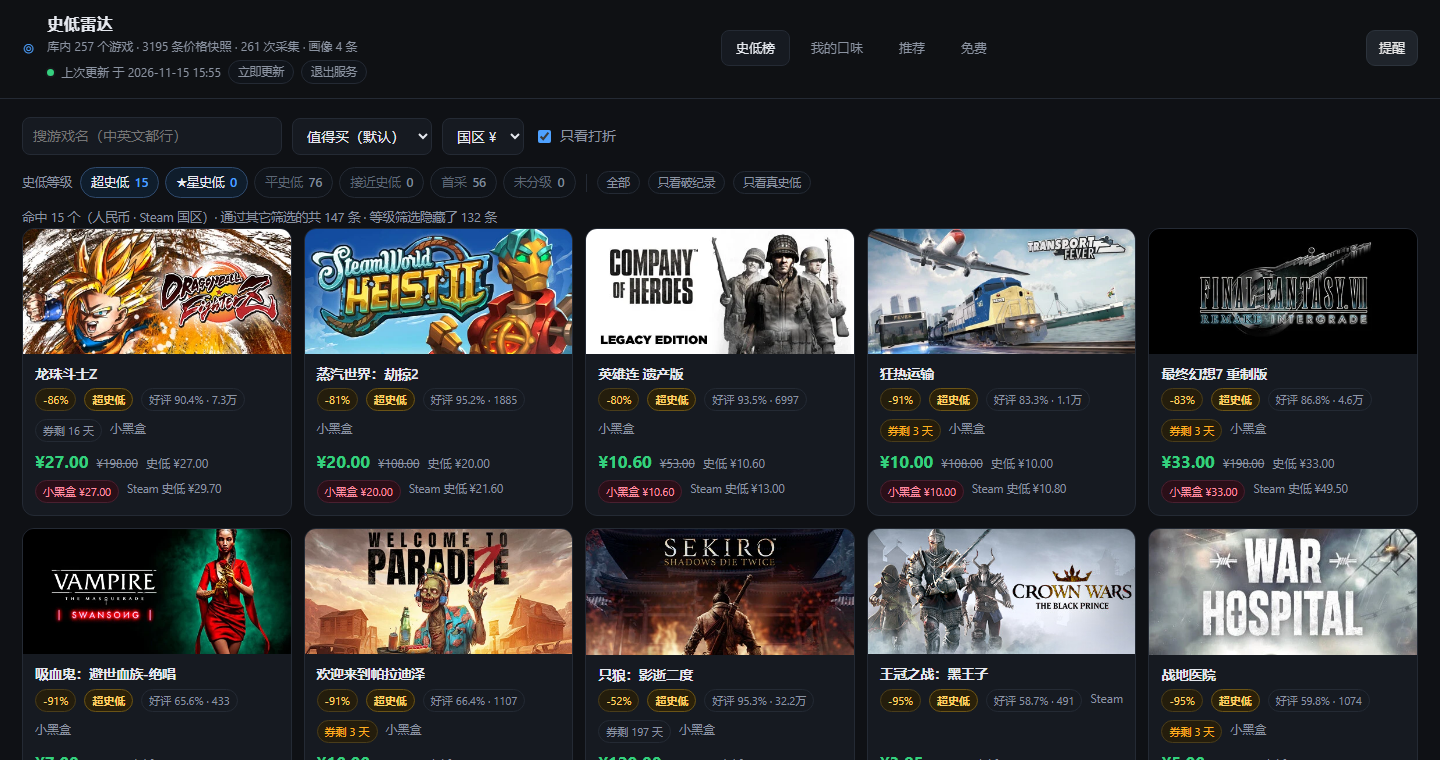 史低雷达
库内 257 个游戏 · 3195 条价格快照 · 261 次采集 · 画像 4 条
上次更新 于 2026-11-15 15:55 立即更新 退出服务
史低榜 我的口味 推荐 免费
提醒
搜游戏名（中英文都行） 值得买（默认） 国区 ¥ 只看打折
史低等级 超史低 15 ★星史低 0 平史低 76 接近史低 0 首采 56 未分级 0 全部 只看破纪录 只看真史低
命中 15 个（人民币 · Steam 国区）· 通过其它筛选的共 147 条 · 等级筛选隐藏了 132 条
DRAGONBALL FIGHTERZ
龙珠斗士Z
-86% 超史低 好评 90.4% · 7.3万
券剩 16 天 小黑盒
¥27.00 ¥198.00 史低 ¥27.00
小黑盒 ¥27.00 Steam 史低 ¥29.70
SteamWorld
HEIST II
蒸汽世界：劫掠2
-81% 超史低 好评 95.2% · 1885
小黑盒
¥20.00 ¥108.00 史低 ¥20.00
小黑盒 ¥20.00 Steam 史低 ¥21.60
COMPANY
OF HEROES
LEGACY EDITION
英雄连 遗产版
-80% 超史低 好评 93.5% · 6997
小黑盒
¥10.60 ¥53.00 史低 ¥10.60
小黑盒 ¥10.60 Steam 史低 ¥13.00
TRANSPORT
FEVER
狂热运输
-91% 超史低 好评 83.3% · 1.1万
券剩 3 天 小黑盒
¥10.00 ¥108.00 史低 ¥10.00
小黑盒 ¥10.00 Steam 史低 ¥10.80
FINAL FANTASY VII
REMAKE INTERGRADE
最终幻想7 重制版
-83% 超史低 好评 86.8% · 4.6万
券剩 3 天 小黑盒
¥33.00 ¥198.00 史低 ¥33.00
小黑盒 ¥33.00 Steam 史低 ¥49.50
VAMPIRE
THE MASQUERADE
SWANSONG
吸血鬼：避世血族-绝唱
-91% 超史低 好评 65.6% · 433
小黑盒
WELCOME TO
PARADIZE
欢迎来到帕拉迪泽
-91% 超史低 好评 66.4% · 1107
券剩 3 天 小黑盒
SEKIRO
SHADOWS DIE TWICE
只狼：影逝二度
-52% 超史低 好评 95.3% · 32.2万
券剩 197 天 小黑盒
CROWN WARS
THE BLACK PRINCE
王冠之战：黑王子
-95% 超史低 好评 58.7% · 491 Steam
WAR
HOSPITAL
战地医院
-95% 超史低 好评 59.8% · 1074
券剩 3 天 小黑盒